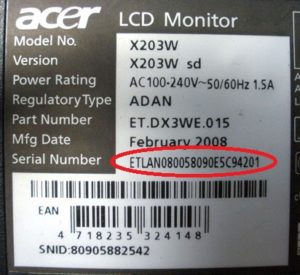 acer LCD Monitor
Model No. X203W
Version X203W sd
Power Rating AC100-240V~50/60Hz 1.5A
Regulatory Type ADAN
Part Number ET.DX3WE.015
Mfg Date February 2008
Serial Number ETLAN080058090E5C94201
EAN
4 718235 324148
SNID:80905882542